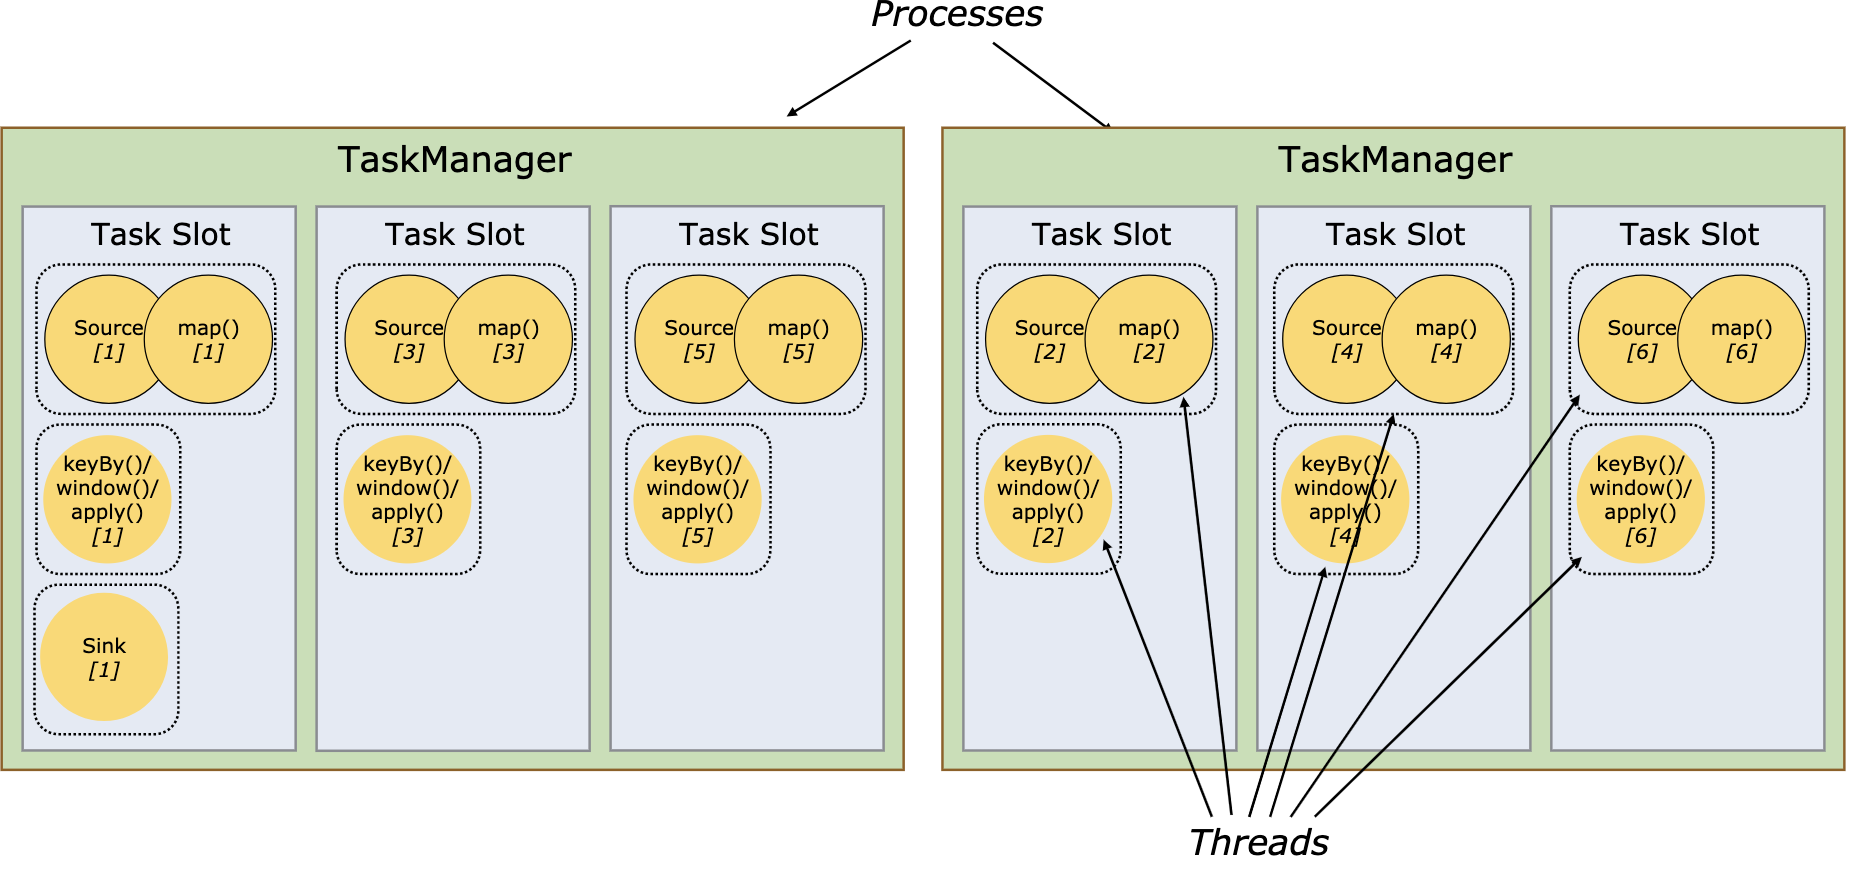 Processes
TaskManager
Task Slot
Source
[1]
map()
[1]
keyBy()/
window()/
apply()
[1]
Sink
[1]
Task Slot
Source
[3]
map()
[3]
keyBy()/
window()/
apply()
[3]
Task Slot
Source
[5]
map()
[5]
keyBy()/
window()/
apply()
[5]
TaskManager
Task Slot
Source
[2]
map()
[2]
keyBy()/
window()/
apply()
[2]
Task Slot
Source
[4]
map()
[4]
keyBy()/
window()/
apply()
[4]
Task Slot
Source
[6]
map()
[6]
keyBy()/
window()/
apply()
[6]
Threads